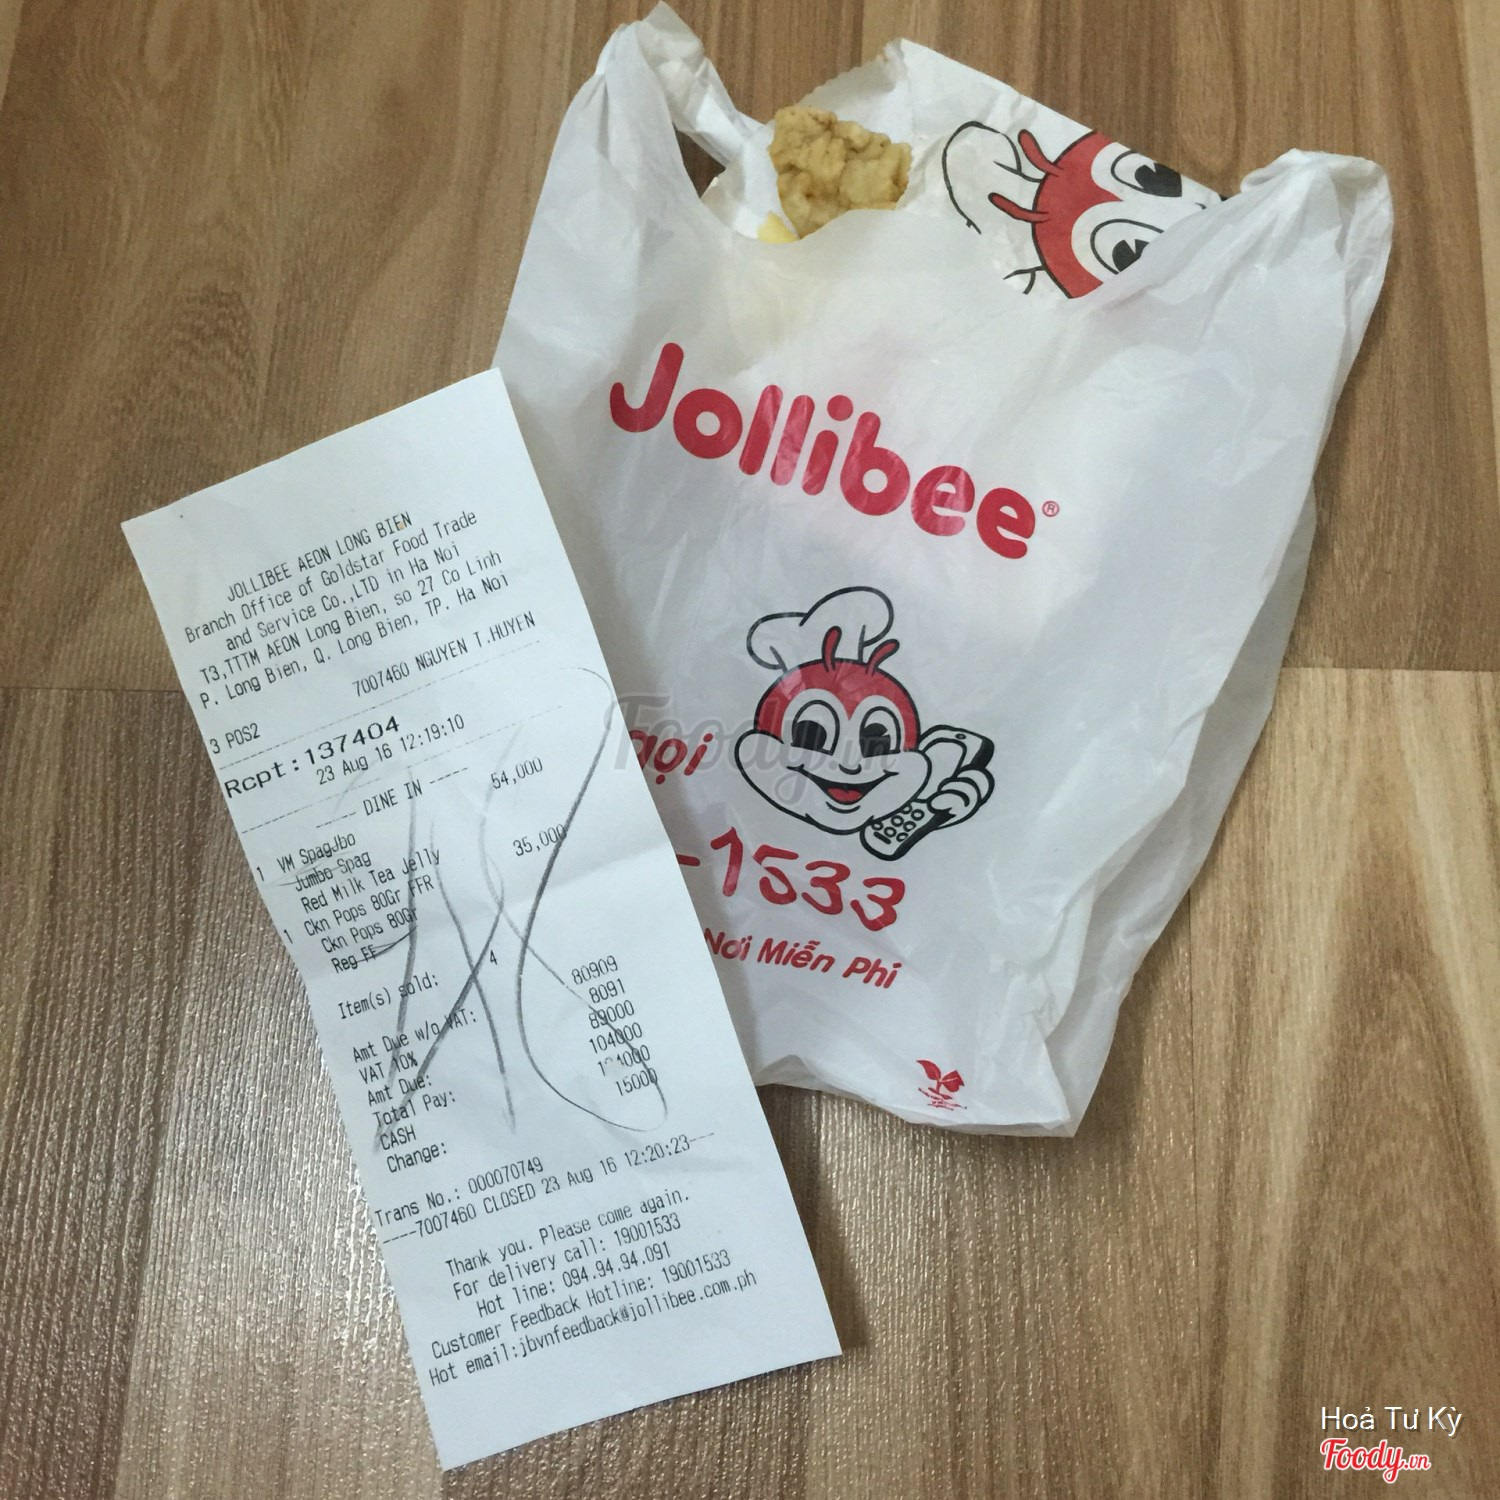 JOLLIBEE AEON LONG BIEN
Branch Office of Goldstar Food Trade
and Service Co.,LTD in Ha Noi
T3,TTTM AEON Long Bien, so 27 Co Linh
P. Long Bien, Q. Long Bien, TP. Ha Noi
7007460 NGUYEN T.HUYEN
3 POS2
Rcpt:137404
23 Aug 16 12:19:10
----- DINE IN -----
1 VM SpagJbo 54,000
Jumbo Spag
Red Milk Tea Jelly
1 Ckn Pops 80Gr FFR 35,000
Ckn Pops 80Gr
Reg FF
Item(s) sold: 4
Amt Due w/o VAT: 80909
VAT 10% 8091
Amt Due: 89000
Total Pay: 104000
CASH
Change: 15000
Trans No.: 000070749
----7007460 CLOSED 23 Aug 16 12:20:23---
Thank you. Please come again.
For delivery call: 19001533
Hot line: 094.94.94.091
Customer Feedback Hotline: 19001533
Hot email:jbvnfeedback@jollibee.com.ph
Jollibee®
gọi
-1533
Nơi Miễn Phí
Foody.vn
Hoả Tư Kỳ
Foody.vn